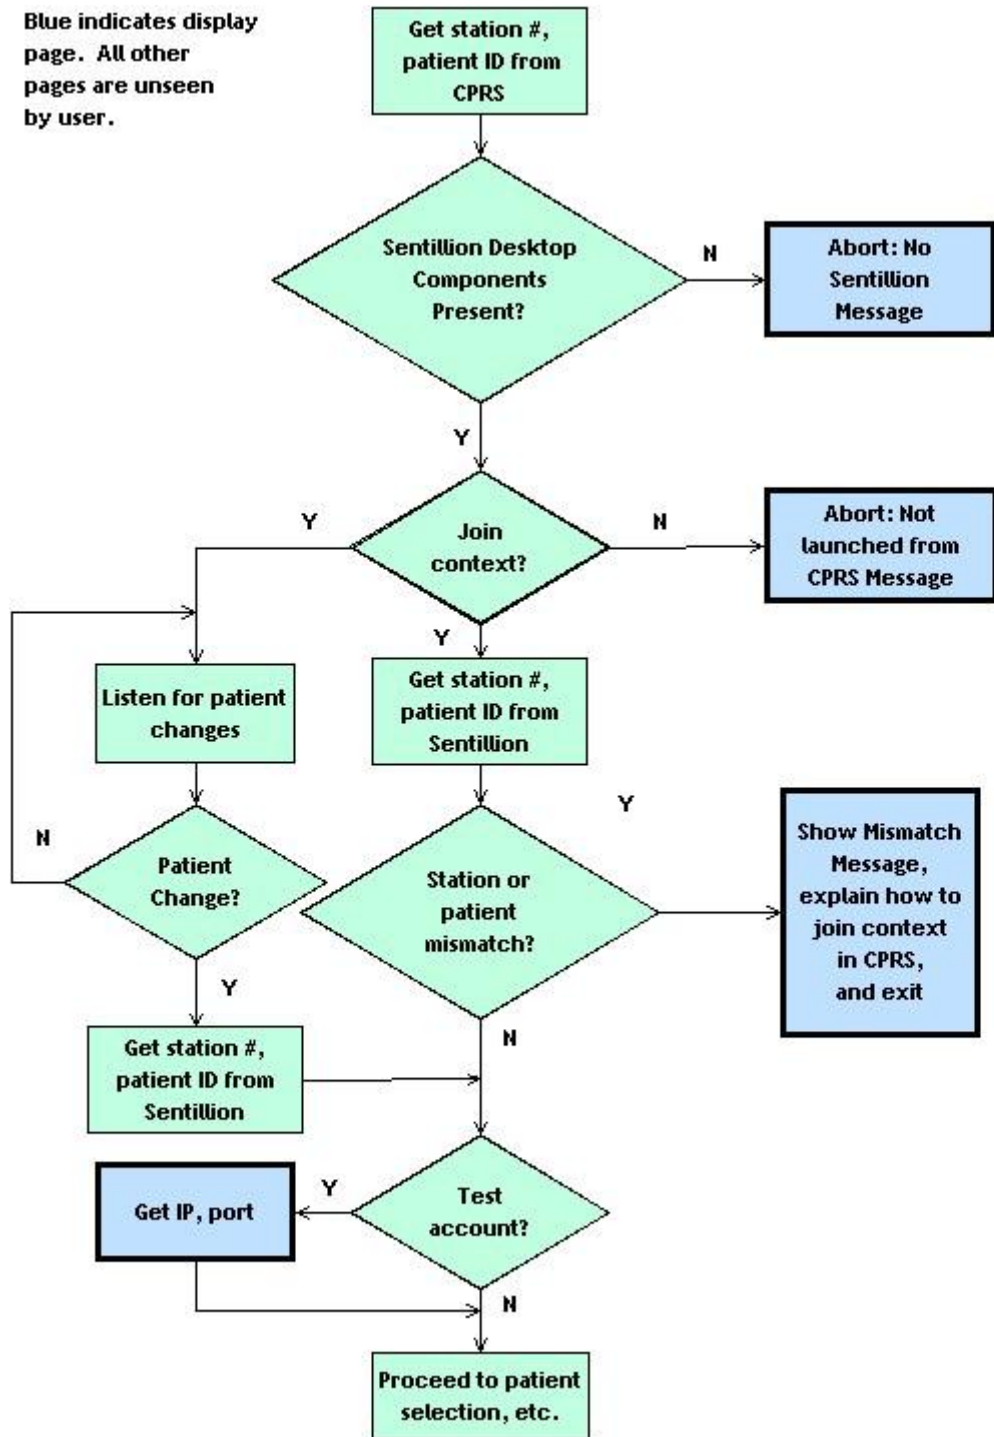 Blue indicates display
page. All other
pages are unseen
by user.
Get station #,
patient ID from
CPRS
Sentillion Desktop
Components
Present?
N
Abort: No
Sentillion
Message
Y
Join
context?
Y
N
Abort: Not
launched from
CPRS Message
Y
Listen for patient
changes
Get station #,
patient ID from
Sentillion
N
Patient
Change?
Y
Station or
patient
mismatch?
Show Mismatch
Message,
explain how to
join context
in CPRS,
and exit
Y
N
Get station #,
patient ID from
Sentillion
Get IP, port
Y
Test
account?
N
Proceed to patient
selection, etc.